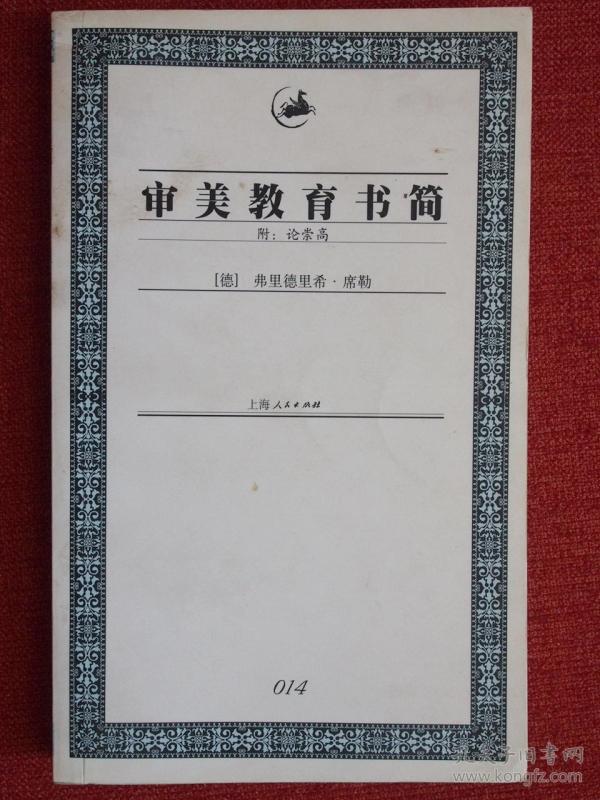 审美教育书简
附：论崇高
[德] 弗里德里希·席勒
上海人民出版社
014
孔夫子旧书网
www.kongfz.com